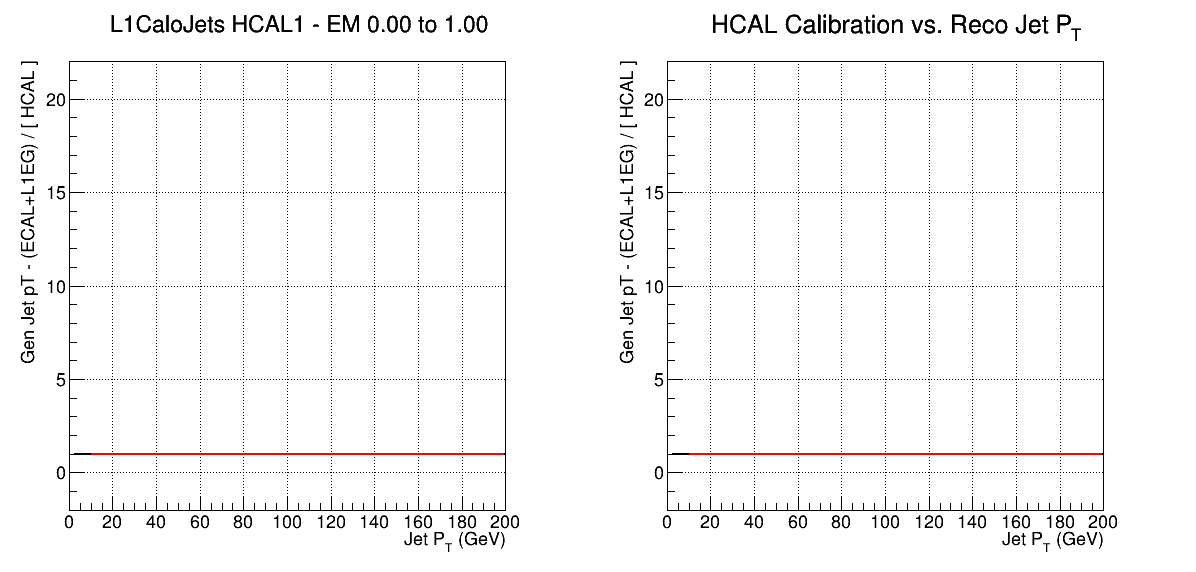 L1CaloJets HCAL1 - EM 0.00 to 1.00
Gen Jet pT - (ECAL+L1EG) / [ HCAL ]
20
15
10
5
0
0 20 40 60 80 100 120 140 160 180 200
Jet P_T (GeV)
HCAL Calibration vs. Reco Jet P_T
Gen Jet pT - (ECAL+L1EG) / [ HCAL ]
20
15
10
5
0
0 20 40 60 80 100 120 140 160 180 200
Jet P_T (GeV)